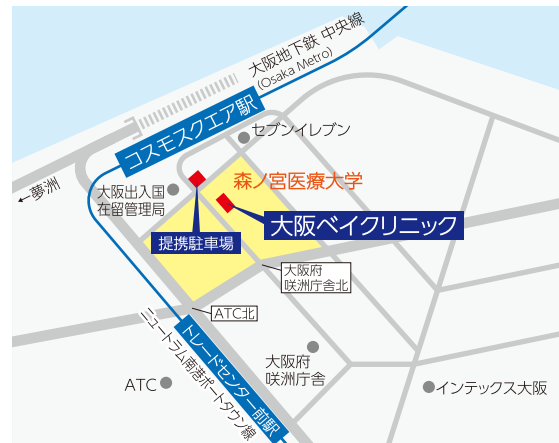 大阪地下鉄 中央線
(Osaka Metro)
コスモスクエア駅
セブンイレブン
←夢洲
大阪出入国
在留管理局
森ノ宮医療大学
大阪ベイクリニック
提携駐車場
大阪府
咲洲庁舎北
ATC北
トレードセンター前駅
ニュートラム南港ポートタウン線
大阪府
咲洲庁舎
ATC
インテックス大阪